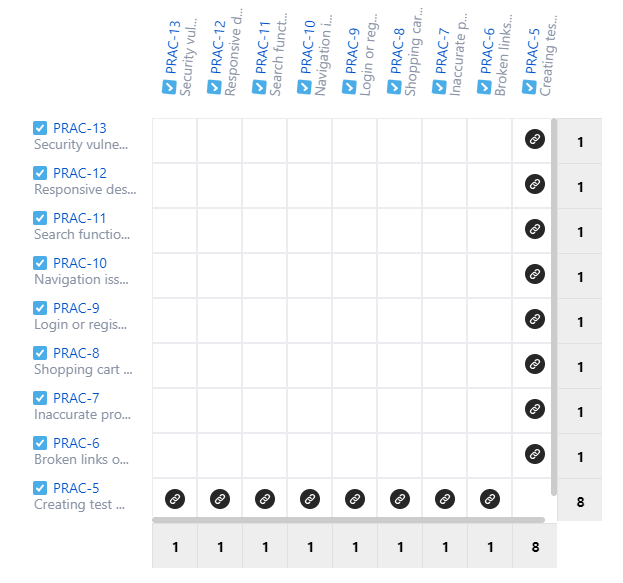 PRAC-13
Security vul...
PRAC-12
Responsive d...
PRAC-11
Search funct...
PRAC-10
Navigation i...
PRAC-9
Login or reg...
PRAC-8
Shopping car...
PRAC-7
Inaccurate p...
PRAC-6
Broken links...
PRAC-5
Creating tes...
PRAC-13
Security vulne...
1
PRAC-12
Responsive des...
1
PRAC-11
Search functio...
1
PRAC-10
Navigation iss...
1
PRAC-9
Login or regis...
1
PRAC-8
Shopping cart ...
1
PRAC-7
Inaccurate pro...
1
PRAC-6
Broken links o...
1
PRAC-5
Creating test ...
8
1 1 1 1 1 1 1 1 8